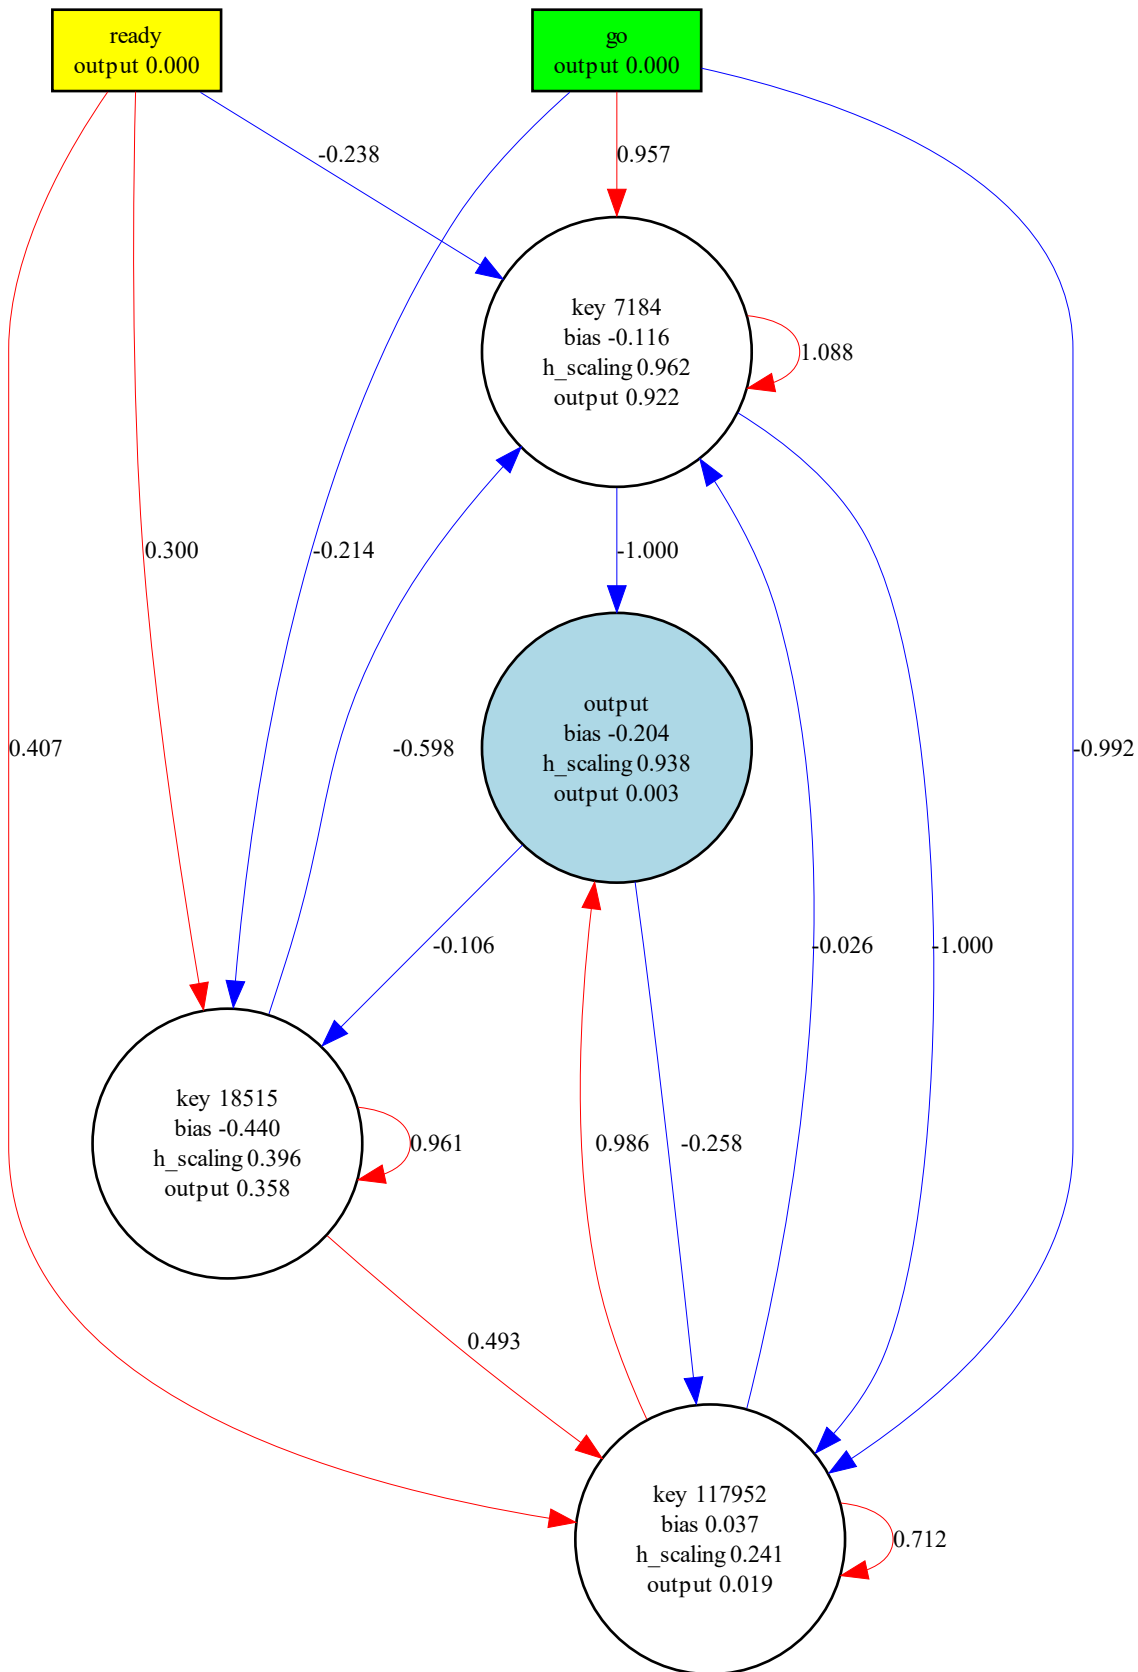 ready
output 0.000
go
output 0.000
-0.238
0.957
key 7184
bias -0.116
h_scaling 0.962
output 0.922
1.088
0.300
-0.214
-1.000
output
bias -0.204
h_scaling 0.938
output 0.003
0.407
-0.598
-0.992
-0.106
-0.026
-1.000
key 18515
bias -0.440
h_scaling 0.396
output 0.358
0.961
0.986
-0.258
0.493
key 117952
bias 0.037
h_scaling 0.241
output 0.019
0.712